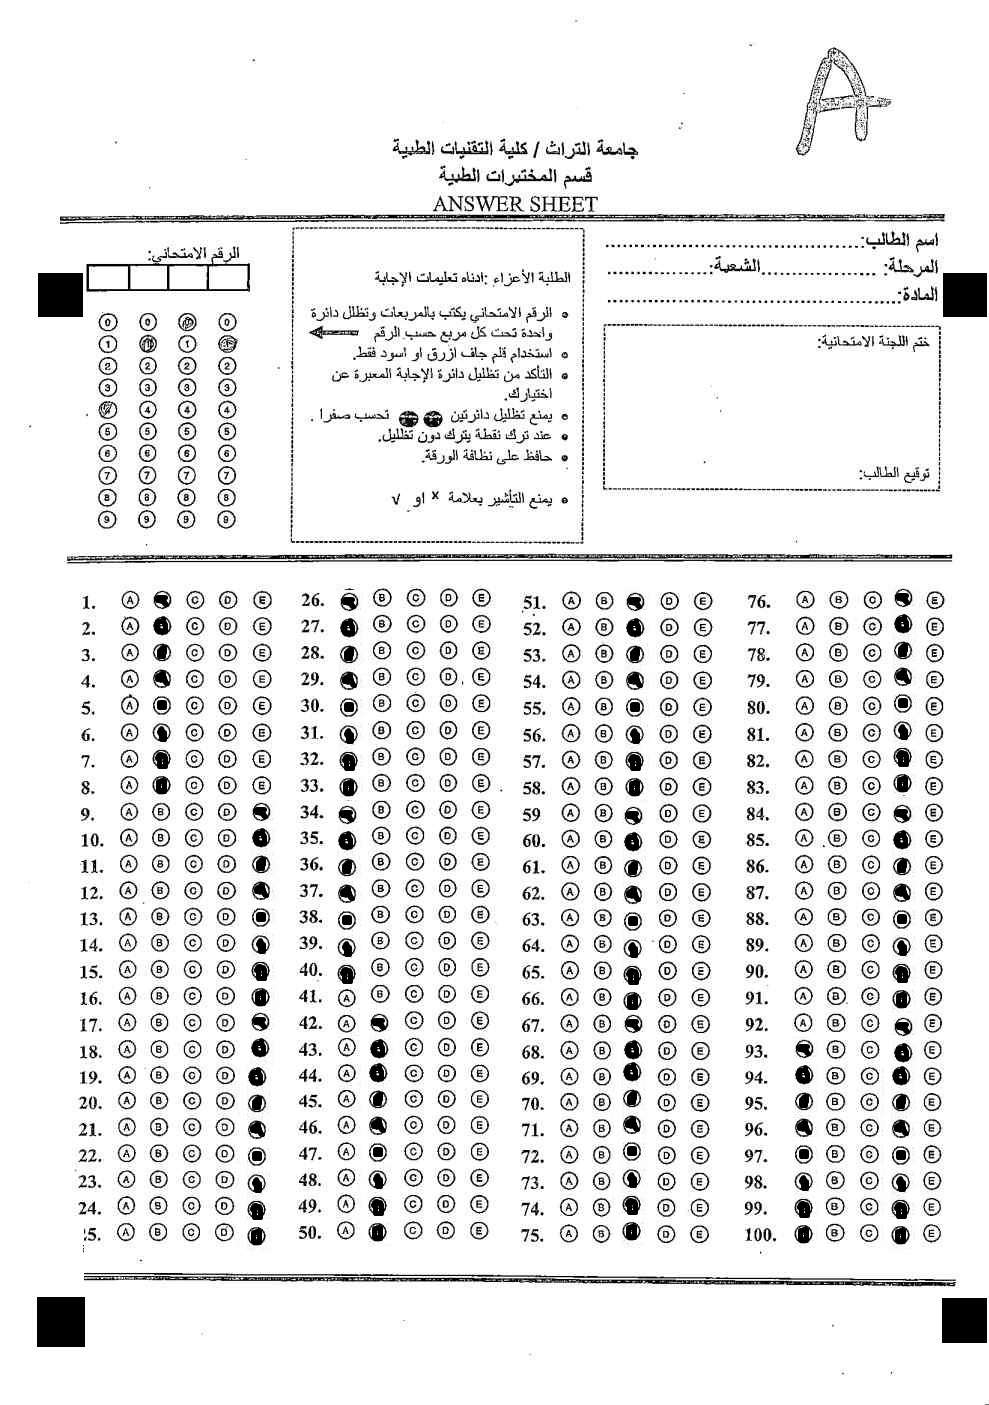 A
جامعة التراث / كلية التقنيات الطبية
قسم المختبرات الطبية
ANSWER SHEET
اسم الطالب:......................................
المرحلة: ....................الشعبة:....................
المادة:............................................
ختم اللجنة الامتحانية:
توقيع الطالب:
الطلبة الأعزاء :ادناه تعليمات الإجابة
• الرقم الامتحاني يكتب بالمربعات وتظلل دائرة
واحدة تحت كل مربع حسب الرقم
• استخدام قلم جاف ازرق او اسود فقط.
• التأكد من تظليل دائرة الإجابة المعبرة عن
اختيارك.
• يمنع تظليل دائرتين تحسب صفرا .
• عند ترك نقطة يترك دون تظليل.
• حافظ على نظافة الورقة.
• يمنع التأشير بعلامة x او √
الرقم الامتحاني:
0 0 0
1 1
2 2 2 2
3 3 3 3
4 4 4
5 5 5 5
6 6 6 6
7 7 7 7
8 8 8 8
9 9 9 9
1. A C D E
2. A C D E
3. A C D E
4. A C D E
5. A C D E
6. A C D E
7. A C D E
8. A C D E
9. A B C D
10. A B C D
11. A B C D
12. A B C D
13. A B C D
14. A B C D
15. A B C D
16. A B C D
17. A B C D
18. A B C D
19. A B C D
20. A B C D
21. A B C D
22. A B C D
23. A B C D
24. A B C D
5. A B C D
26. B C D E
27. B C D E
28. B C D E
29. B C D E
30. B C D E
31. B C D E
32. B C D E
33. B C D E
34. B C D E
35. B C D E
36. B C D E
37. B C D E
38. B C D E
39. B C D E
40. B C D E
41. A B C D E
42. A C D E
43. A C D E
44. A C D E
45. A C D E
46. A C D E
47. A C D E
48. A C D E
49. A C D E
50. A C D E
51. A B D E
52. A B D E
53. A B D E
54. A B D E
55. A B D E
56. A B D E
57. A B D E
58. A B D E
59 A B D E
60. A B D E
61. A B D E
62. A B D E
63. A B D E
64. A B D E
65. A B D E
66. A B D E
67. A B D E
68. A B D E
69. A B D E
70. A B D E
71. A B D E
72. A B D E
73. A B D E
74. A B D E
75. A B D E
76. A B C E
77. A B C E
78. A B C E
79. A B C E
80. A B C E
81. A B C E
82. A B C E
83. A B C E
84. A B C E
85. A B C E
86. A B C E
87. A B C E
88. A B C E
89. A B C E
90. A B C E
91. A B C E
92. A B C E
93. B C E
94. B C E
95. B C E
96. B C E
97. B C E
98. B C E
99. B C E
100. B C E